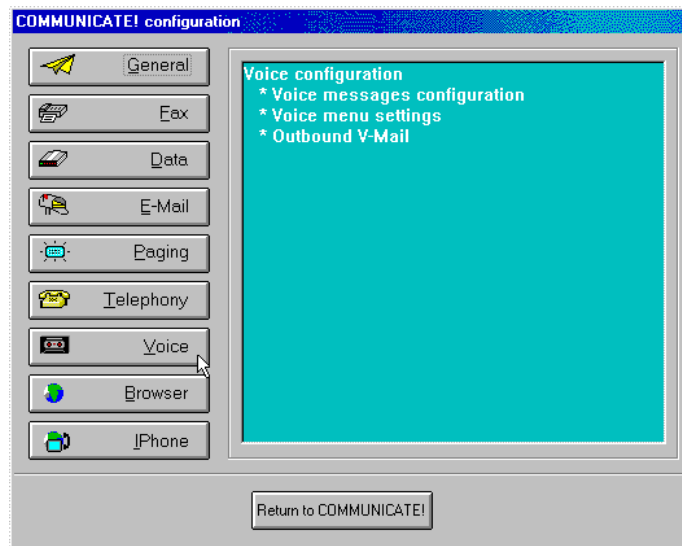 COMMUNICATE! configuration
General
Fax
Data
E-Mail
Paging
Telephony
Voice
Browser
IPhone
Voice configuration
* Voice messages configuration
* Voice menu settings
* Outbound V-Mail
Return to COMMUNICATE!